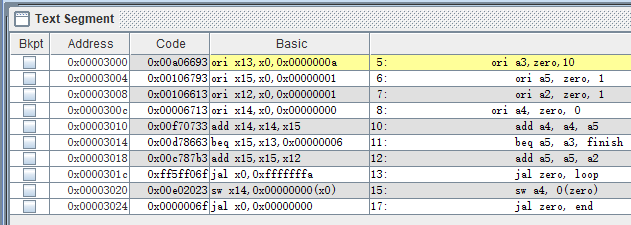 Text Segment
Bkpt Address Code Basic
0x00003000 0x00a06693 ori x13,x0,0x0000000a 5: ori a3,zero,10
0x00003004 0x00106793 ori x15,x0,0x00000001 6: ori a5, zero, 1
0x00003008 0x00106613 ori x12,x0,0x00000001 7: ori a2, zero, 1
0x0000300c 0x00006713 ori x14,x0,0x00000000 8: ori a4, zero, 0
0x00003010 0x00f70733 add x14,x14,x15 10: add a4, a4, a5
0x00003014 0x00d78663 beq x15,x13,0x00000006 11: beq a5, a3, finish
0x00003018 0x00c787b3 add x15,x15,x12 12: add a5, a5, a2
0x0000301c 0xff5ff06f jal x0,0xfffffffa 13: jal zero, loop
0x00003020 0x00e02023 sw x14,0x00000000(x0) 15: sw a4, 0(zero)
0x00003024 0x0000006f jal x0,0x00000000 17: jal zero, end